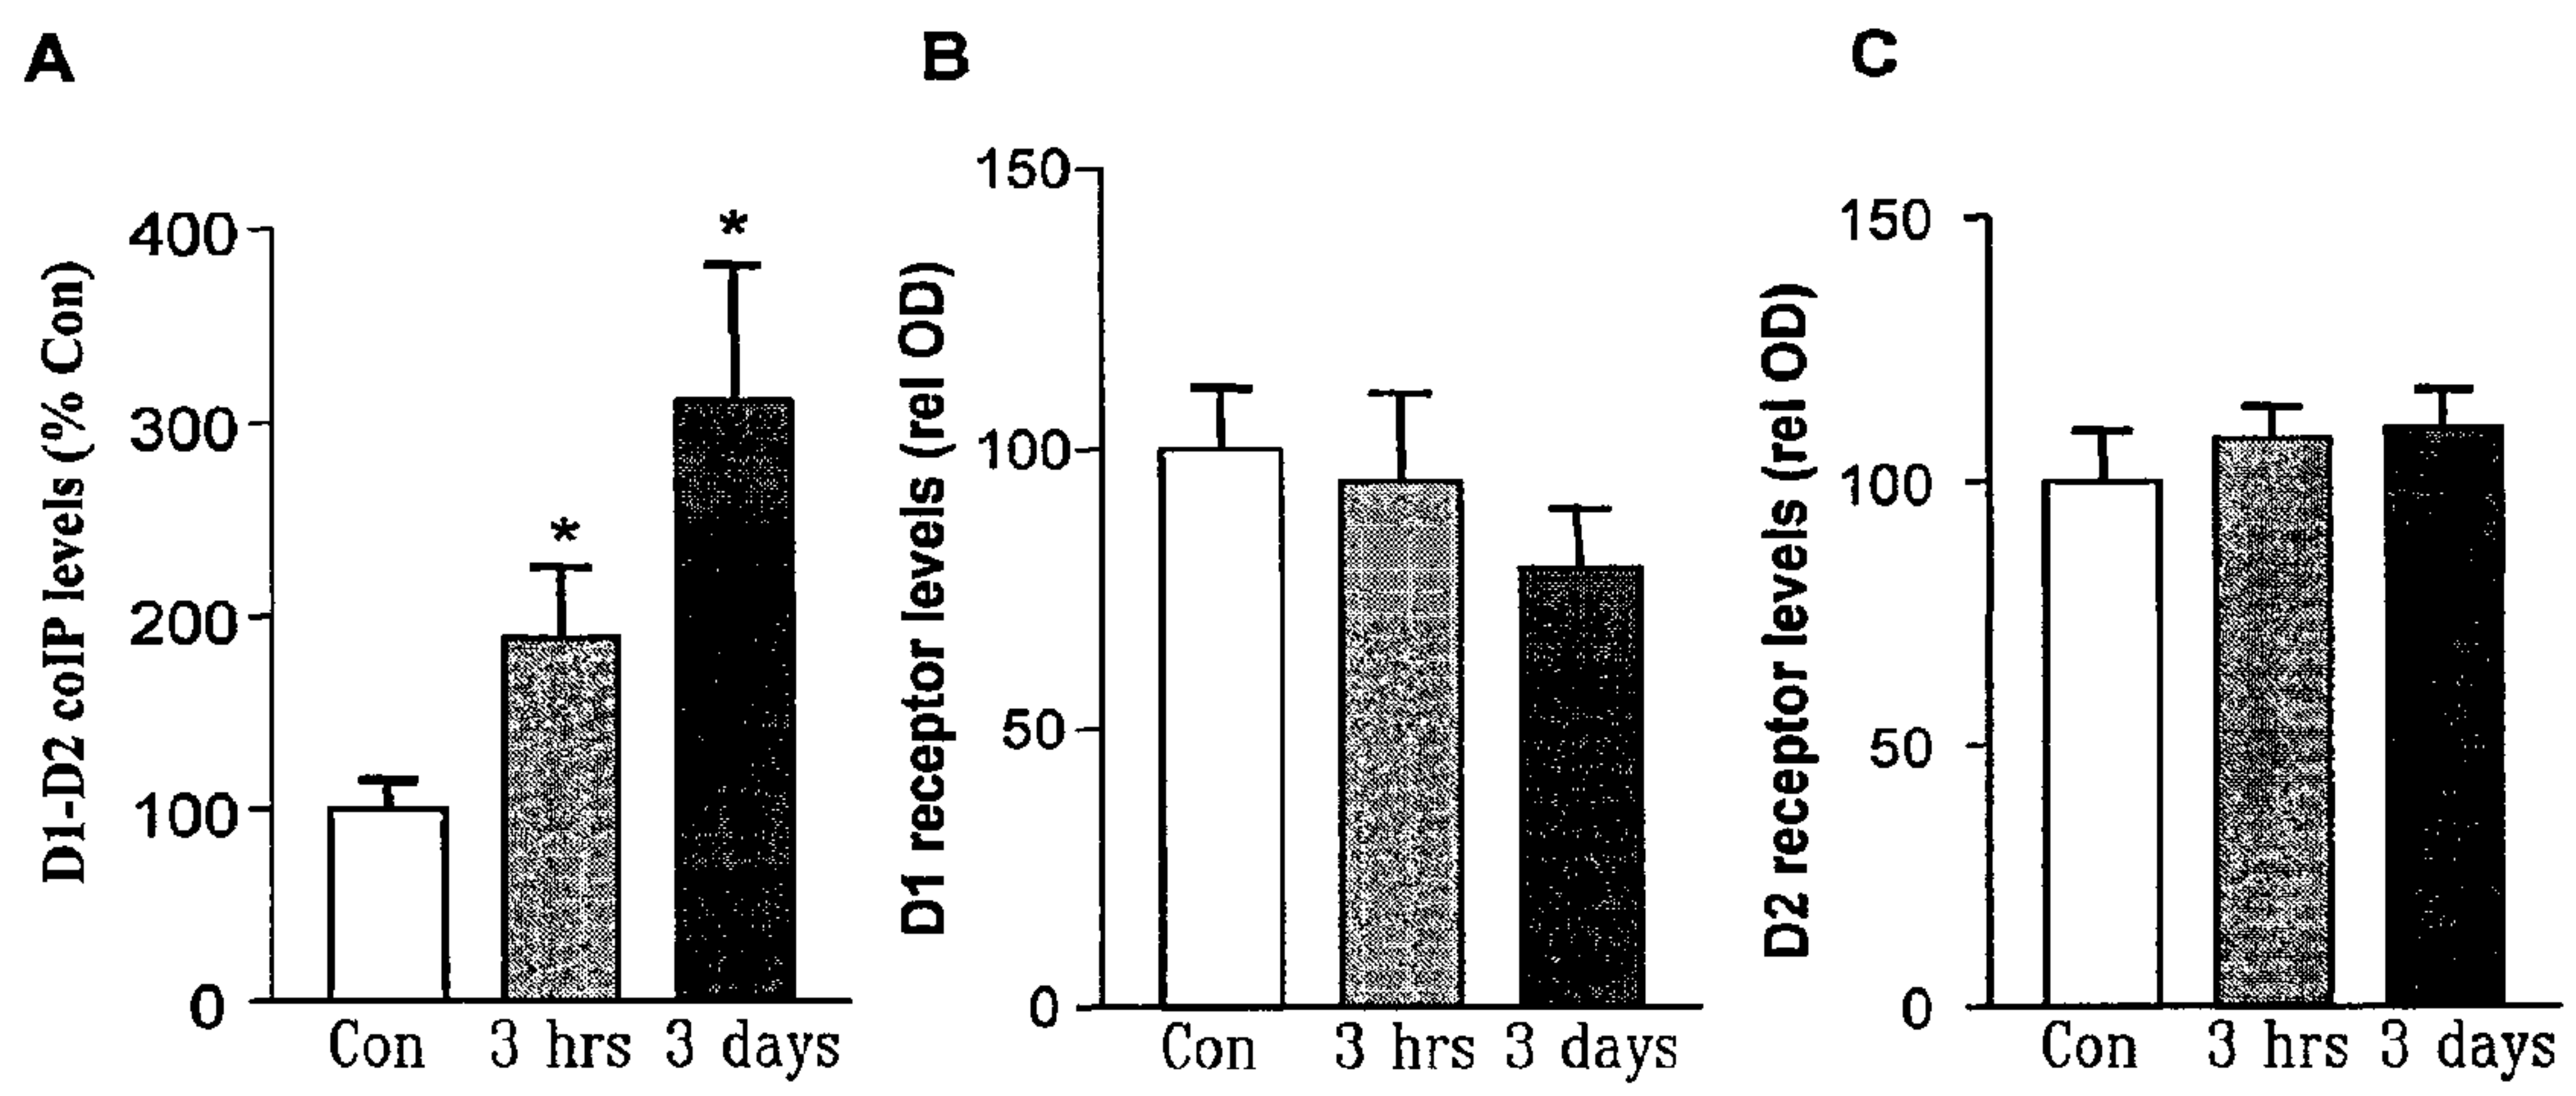 A
D1-D2 coIP levels (% Con)
400
300
200
100
0
*
*
Con 3 hrs 3 days
B
D1 receptor levels (rel OD)
150
100
50
0
Con 3 hrs 3 days
C
D2 receptor levels (rel OD)
150
100
50
0
Con 3 hrs 3 days